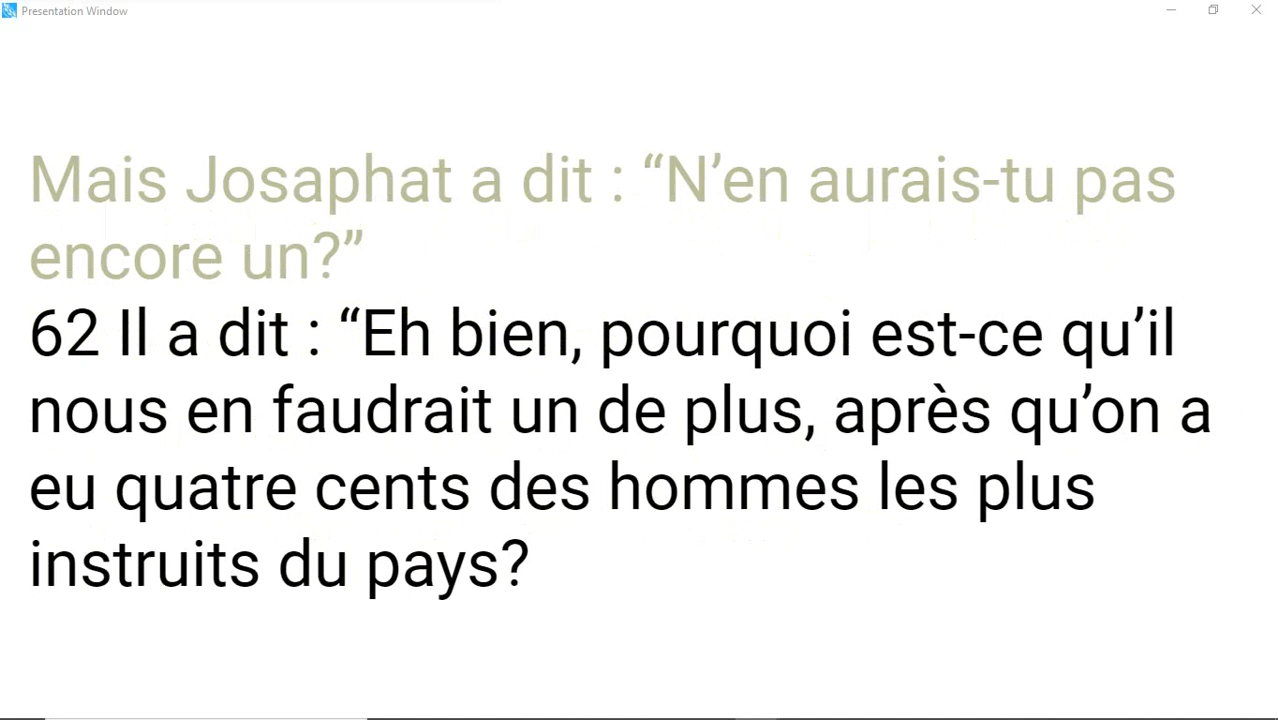 Presentation Window
Mais Josaphat a dit : “N’en aurais-tu pas
encore un?”
62 Il a dit : “Eh bien, pourquoi est-ce qu’il
nous en faudrait un de plus, après qu’on a
eu quatre cents des hommes les plus
instruits du pays?